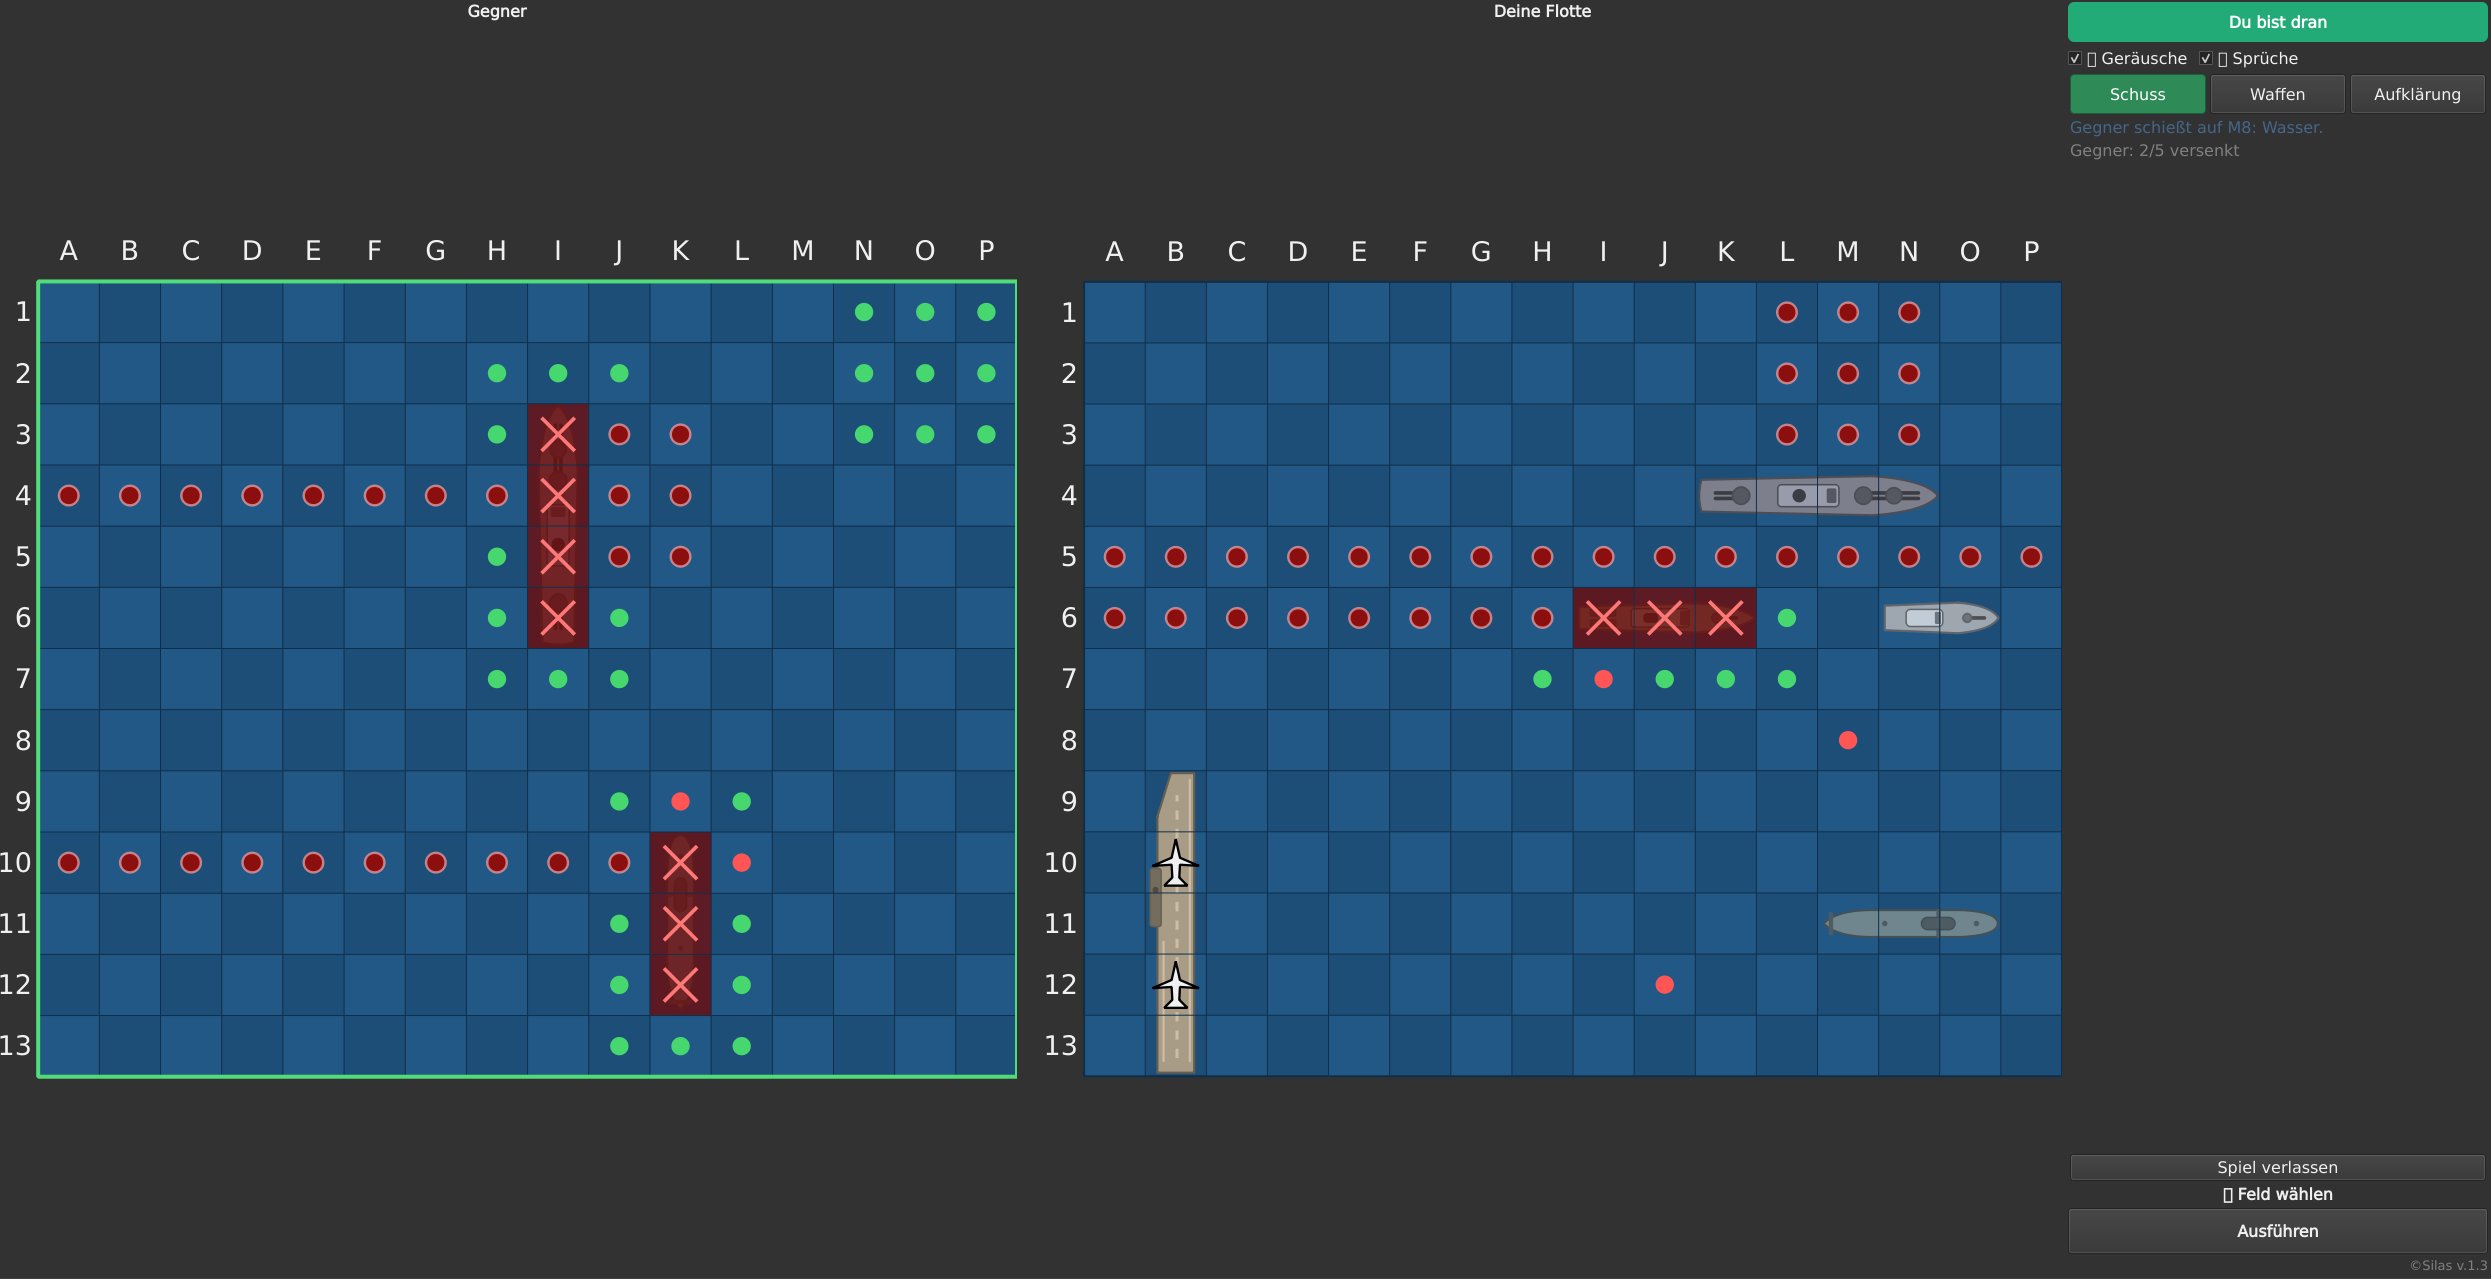 Gegner
Deine Flotte
Du bist dran
Geräusche Sprüche
Schuss Waffen Aufklärung
Gegner schießt auf M8: Wasser.
Gegner: 2/5 versenkt
A B C D E F G H I J K L M N O P
1
2
3
4
5
6
7
8
9
10
11
12
13
A B C D E F G H I J K L M N O P
1
2
3
4
5
6
7
8
9
10
11
12
13
Spiel verlassen
Feld wählen
Ausführen
©Silas v.1.3